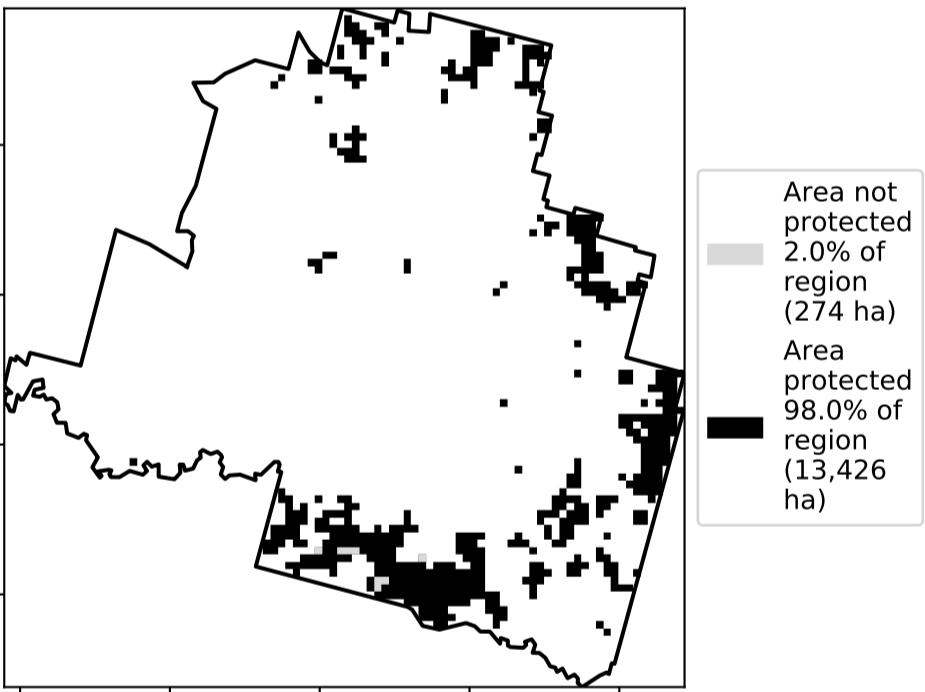 Area not
protected
2.0% of
region
(274 ha)
Area
protected
98.0% of
region
(13,426
ha)